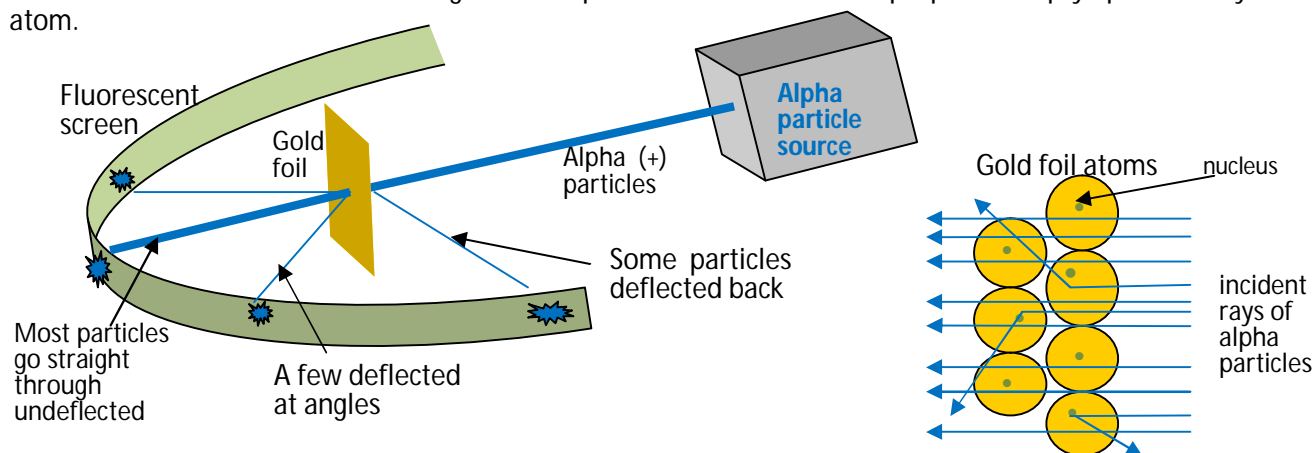 atom.
Fluorescent
screen
Gold
foil
Alpha (+)
particles
Alpha
particle
source
Some particles
deflected back
Most particles
go straight
through
undeflected
A few deflected
at angles
Gold foil atoms
nucleus
incident
rays of
alpha
particles